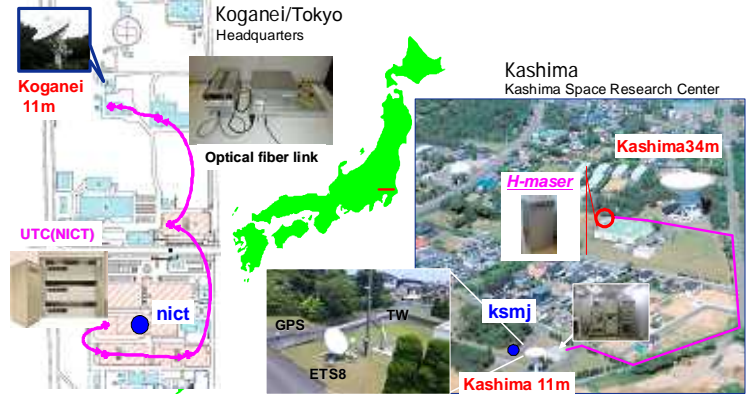 Koganei/Tokyo
Headquarters
Koganei
11m
Optical fiber link
UTC(NICT)
nict
Kashima
Kashima Space Research Center
Kashima34m
H-maser
GPS
TW
ETS8
ksmj
Kashima 11m